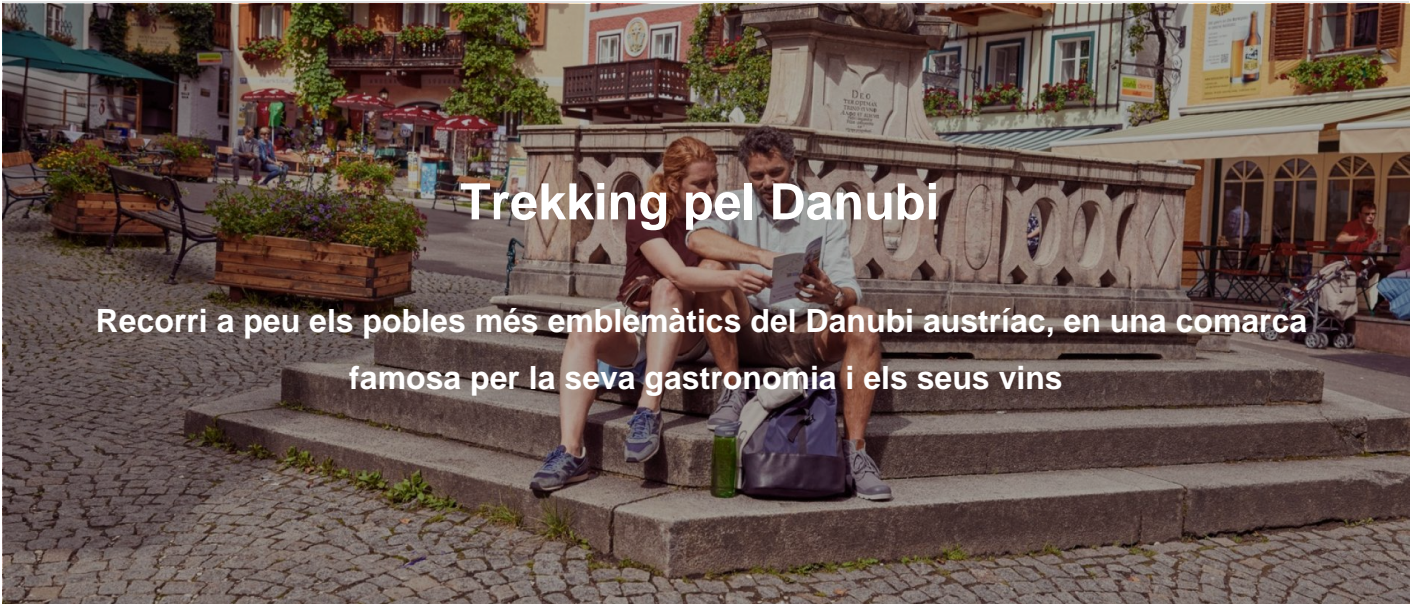 Trekking pel Danubi
Recorri a peu els pobles més emblemàtics del Danubi austríac, en una comarca
famosa per la seva gastronomia i els seus vins
DEO